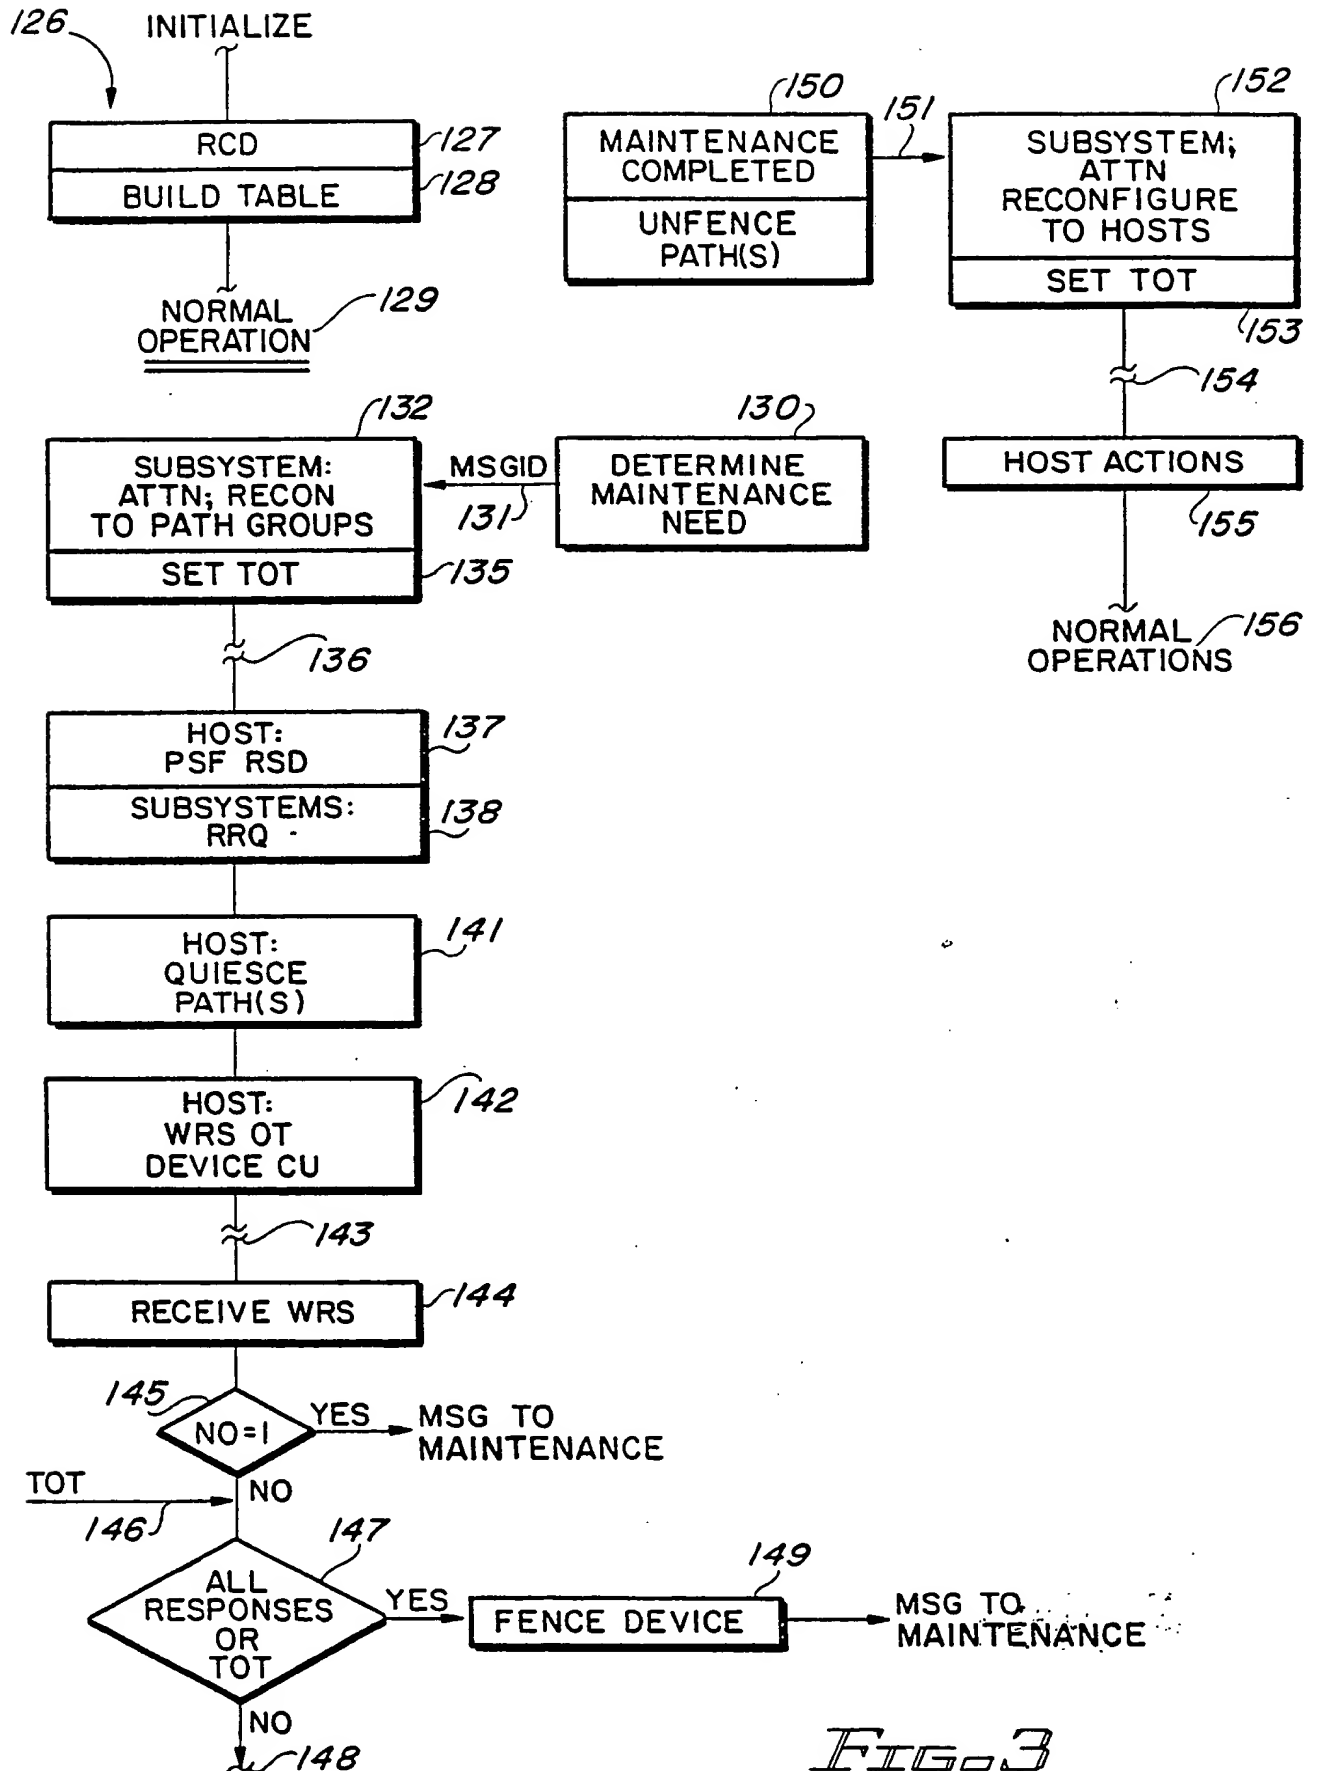 126
INITIALIZE
RCD
127
BUILD TABLE
128
NORMAL
OPERATION
129
150
MAINTENANCE
COMPLETED
UNFENCE
PATH(S)
151
152
SUBSYSTEM;
ATTN
RECONFIGURE
TO HOSTS
SET TOT
153
154
HOST ACTIONS
155
NORMAL
OPERATIONS
156
130
DETERMINE
MAINTENANCE
NEED
MSGID
131
132
SUBSYSTEM:
ATTN; RECON
TO PATH GROUPS
SET TOT
135
136
HOST:
PSF RSD
137
SUBSYSTEMS:
RRQ
138
HOST:
QUIESCE
PATH(S)
141
HOST:
WRS OT
DEVICE CU
142
143
RECEIVE WRS
144
145
NO=1
YES
MSG TO
MAINTENANCE
NO
TOT
146
147
ALL
RESPONSES
OR
TOT
YES
149
FENCE DEVICE
MSG TO
MAINTENANCE
NO
148
FIG. 3